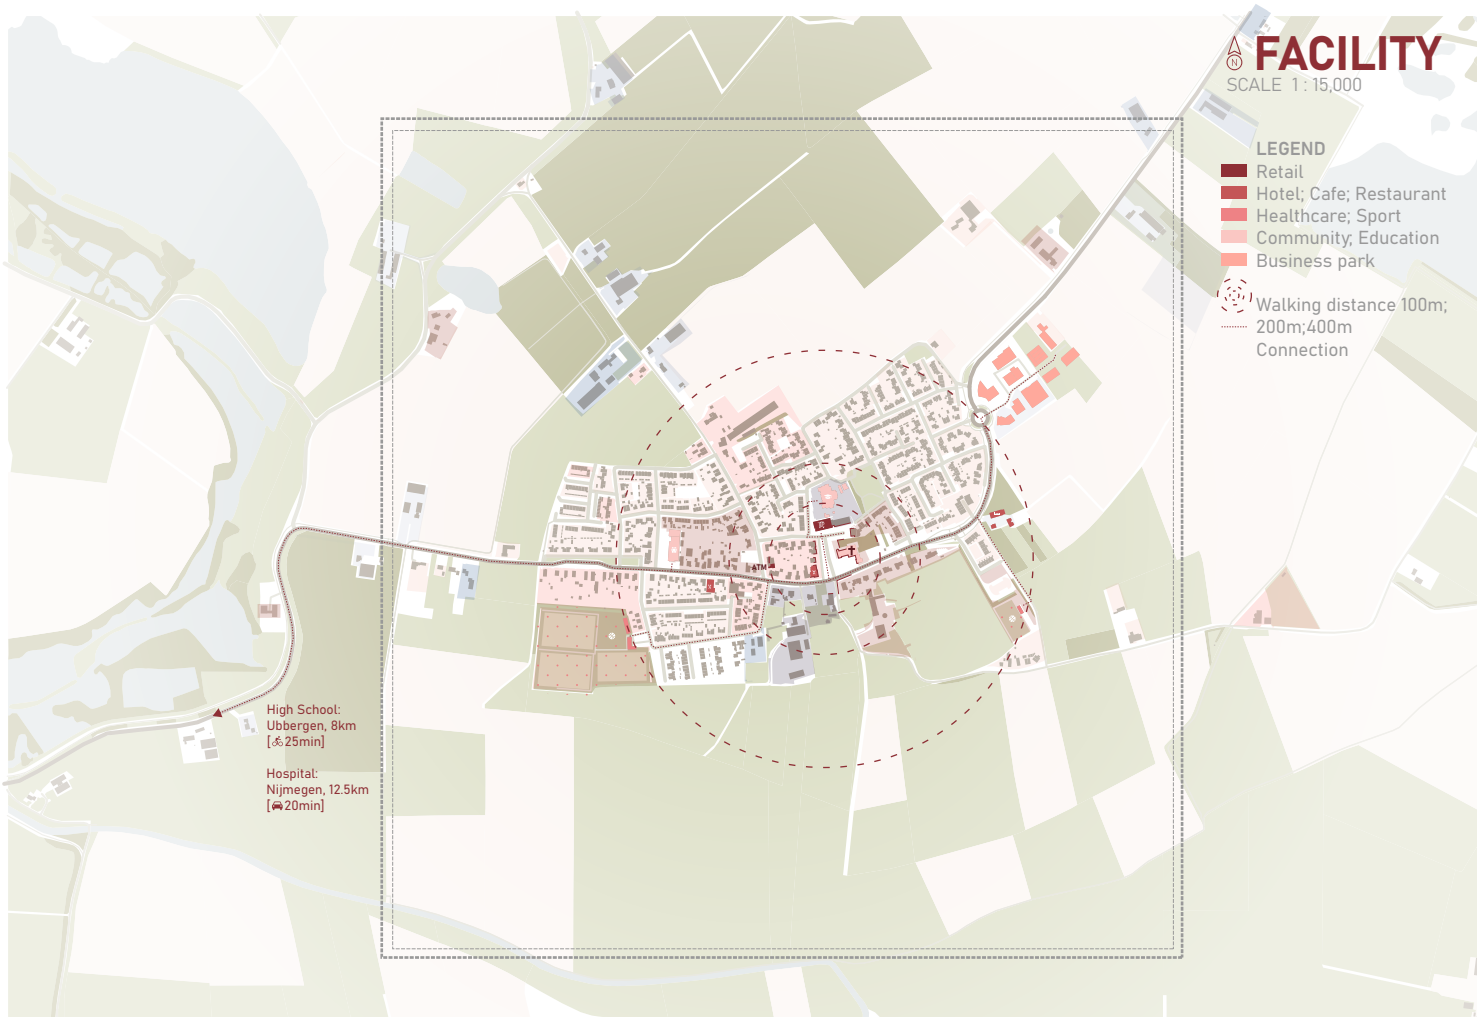 N
FACILITY
SCALE 1 : 15,000
LEGEND
Retail
Hotel; Cafe; Restaurant
Healthcare; Sport
Community; Education
Business park
Walking distance 100m;
200m;400m
Connection
ATM
High School:
Ubbergen, 8km
[25min]
Hospital:
Nijmegen, 12.5km
[20min]